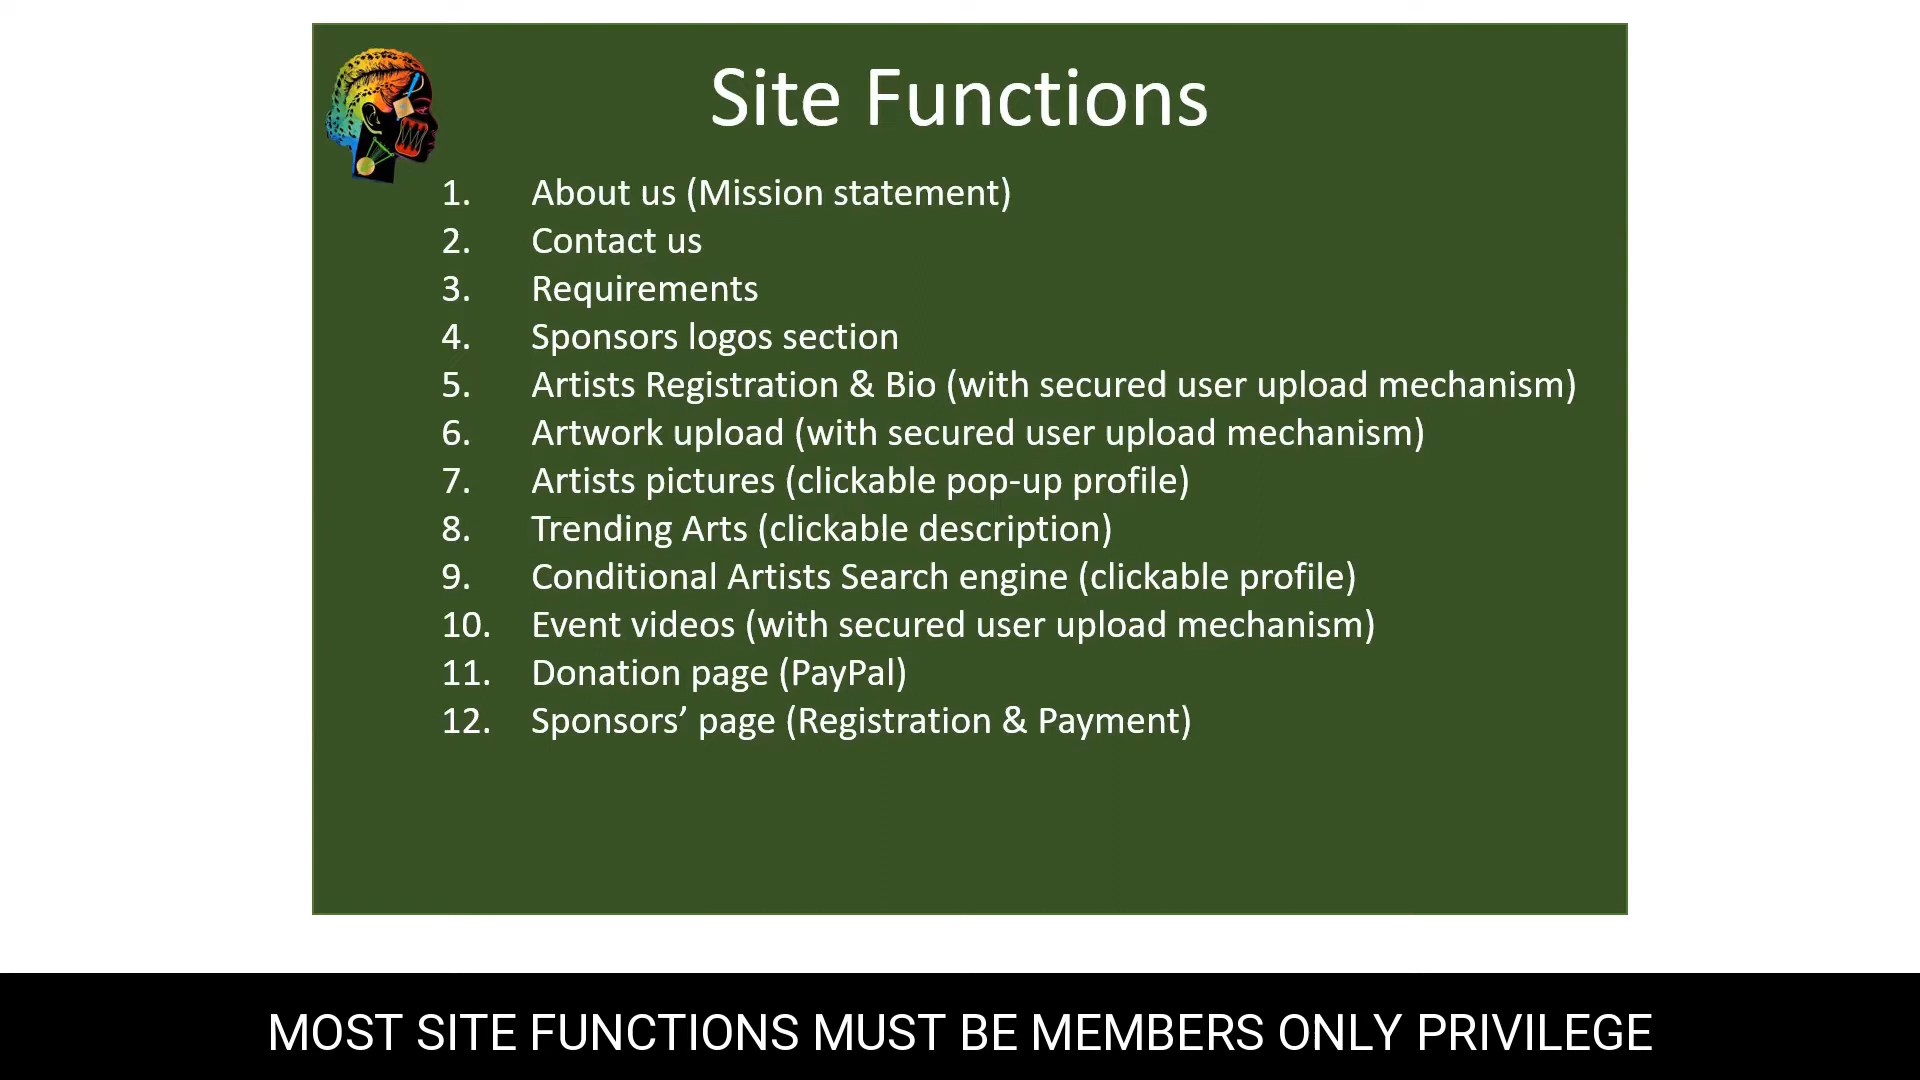 Site Functions
1. About us (Mission statement)
2. Contact us
3. Requirements
4. Sponsors logos section
5. Artists Registration & Bio (with secured user upload mechanism)
6. Artwork upload (with secured user upload mechanism)
7. Artists pictures (clickable pop-up profile)
8. Trending Arts (clickable description)
9. Conditional Artists Search engine (clickable profile)
10. Event videos (with secured user upload mechanism)
11. Donation page (PayPal)
12. Sponsors’ page (Registration & Payment)
MOST SITE FUNCTIONS MUST BE MEMBERS ONLY PRIVILEGE